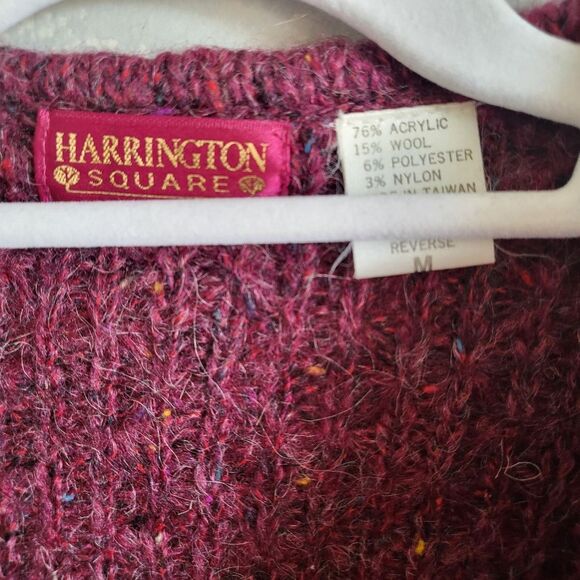 HARRINGTON
SQUARE
76% ACRYLIC
15% WOOL
6% POLYESTER
3% NYLON
IN TAIWAN
REVERSE
M